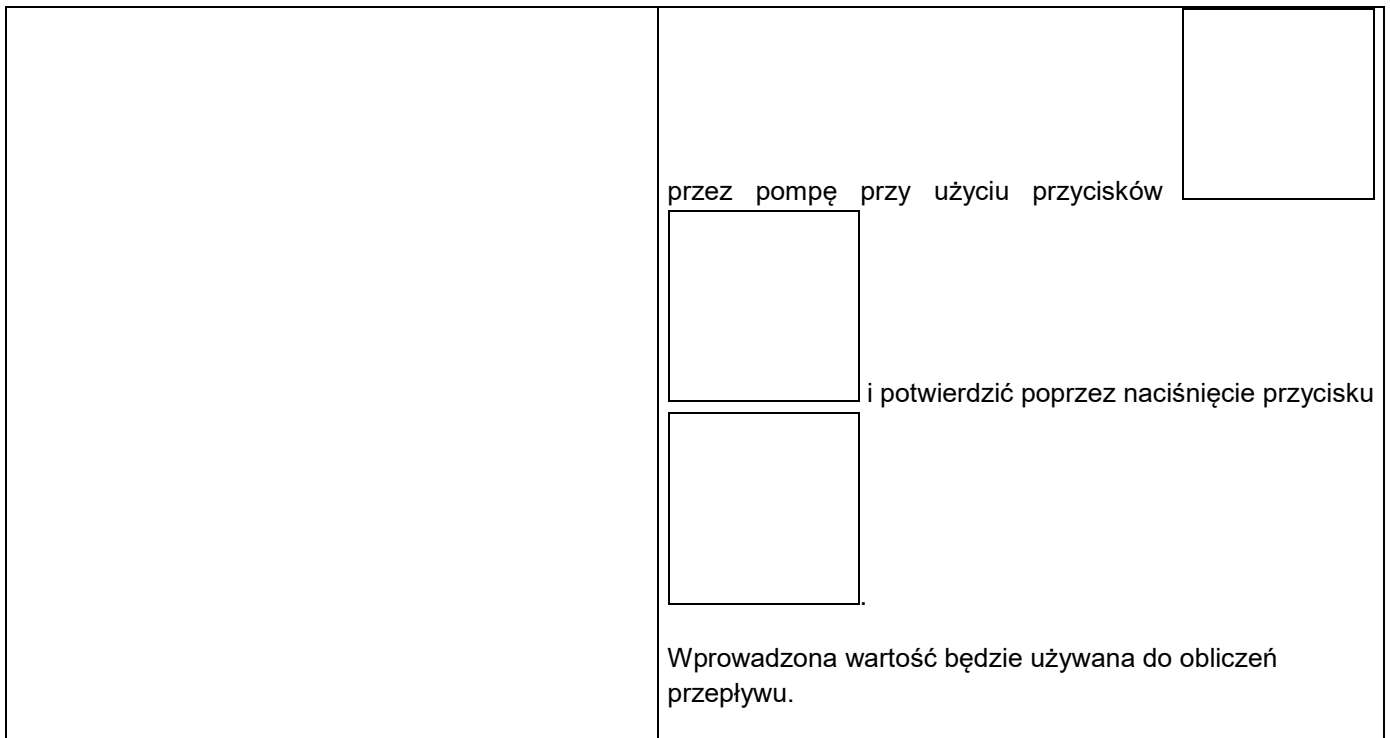 przez pompę przy użyciu przycisków
i potwierdzić poprzez naciśnięcie przycisku
.
Wprowadzona wartość będzie używana do obliczeń
przepływu.